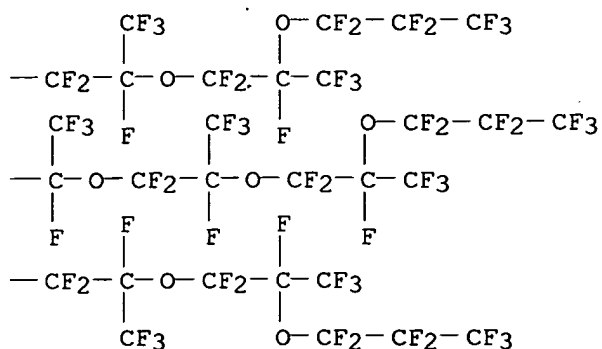 CF3 O—CF2—CF2—CF3
—CF2—C—O—CF2—C—CF3
F F
CF3 CF3 O—CF2—CF2—CF3
—C—O—CF2—C—O—CF2—C—CF3
F F F
F F
—CF2—C—O—CF2—C—CF3
CF3 O—CF2—CF2—CF3